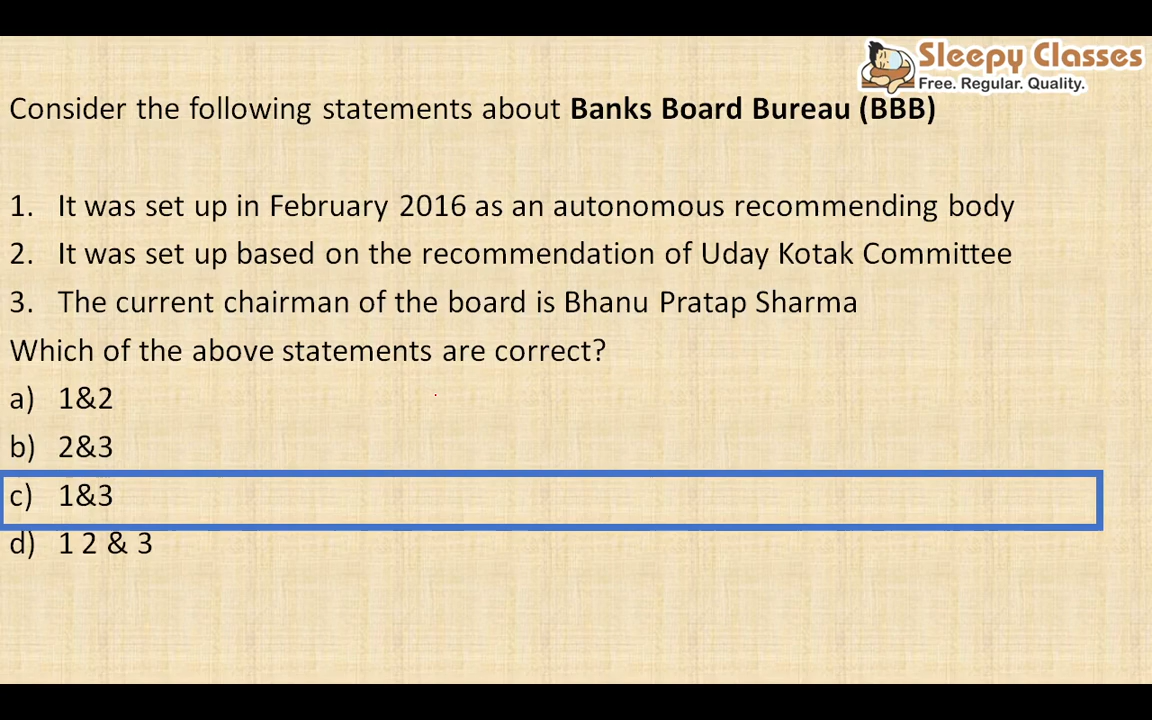 Sleepy Classes
Free. Regular. Quality.
Consider the following statements about Banks Board Bureau (BBB)
1. It was set up in February 2016 as an autonomous recommending body
2. It was set up based on the recommendation of Uday Kotak Committee
3. The current chairman of the board is Bhanu Pratap Sharma
Which of the above statements are correct?
a) 1&2
b) 2&3
c) 1&3
d) 1 2 & 3